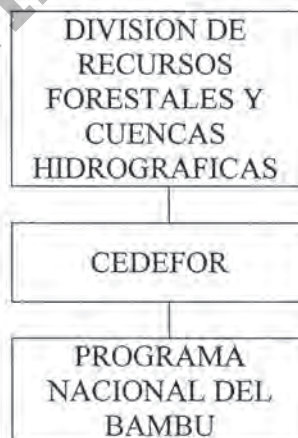 DIVISION DE
RECURSOS
FORESTALES Y
CUENCAS
HIDROGRAFICAS
CEDEFOR
PROGRAMA
NACIONAL DEL
BAMBU